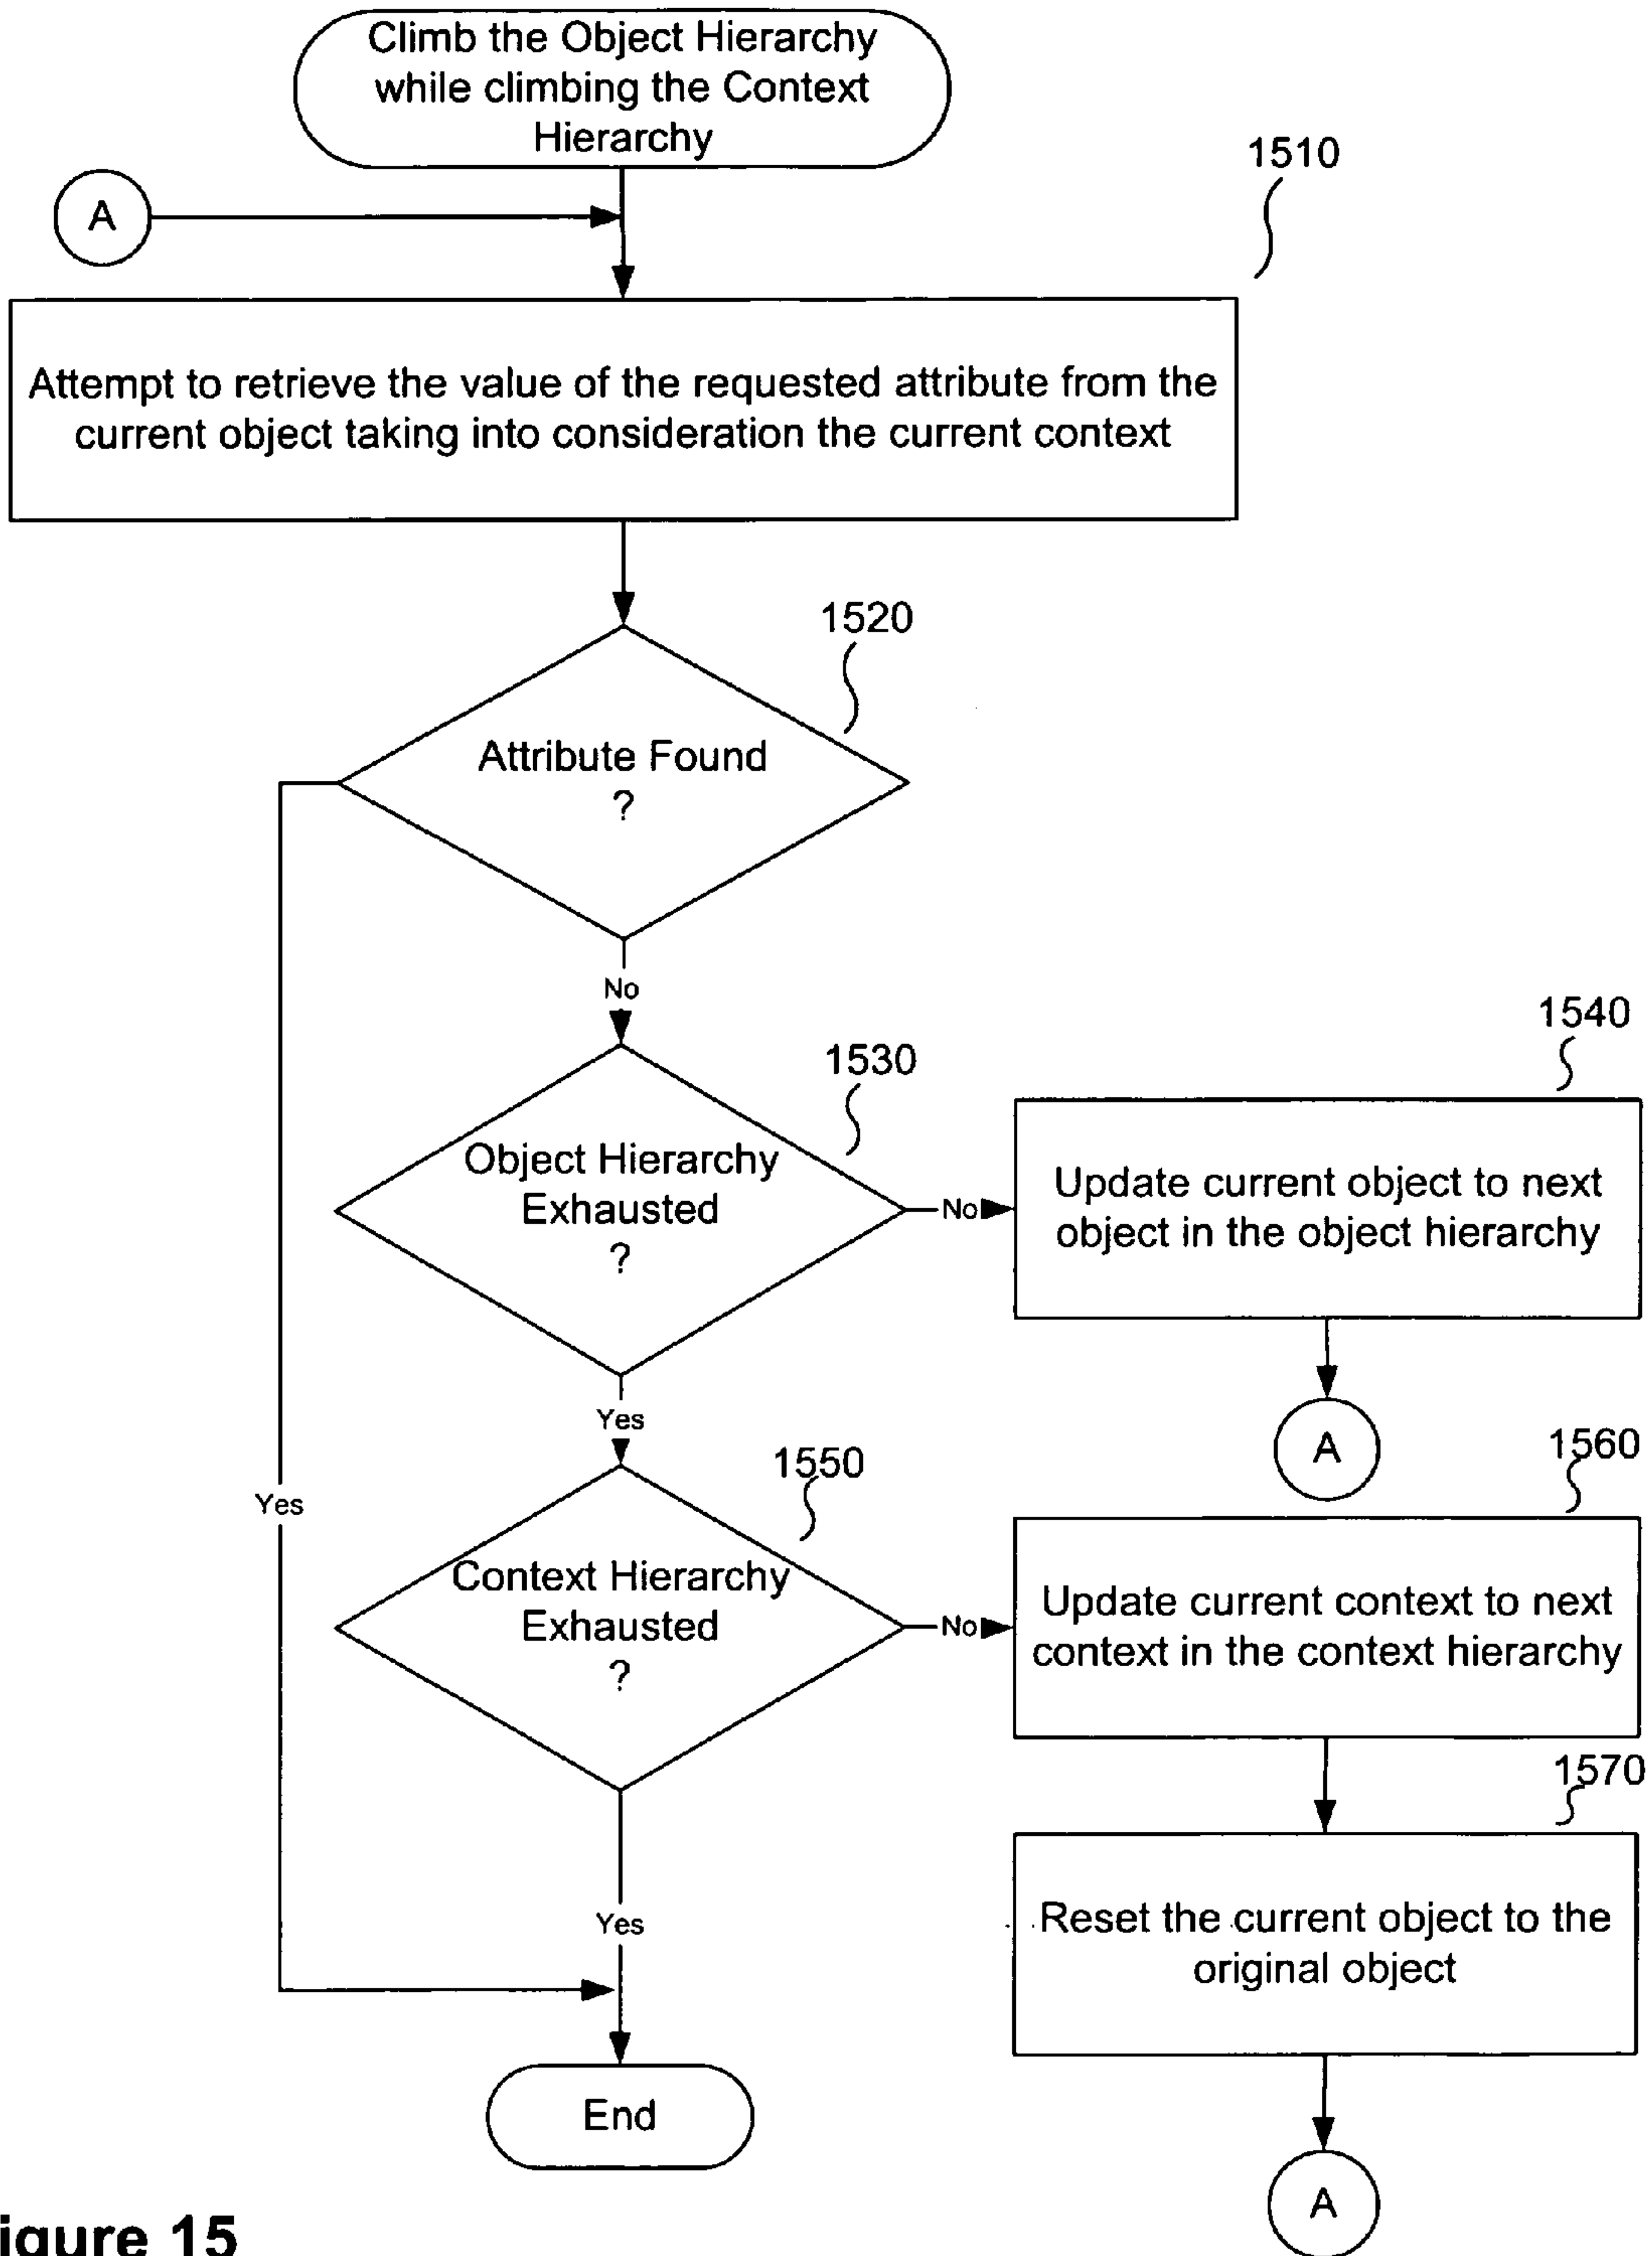 Climb the Object Hierarchy
while climbing the Context
Hierarchy
A
1510
Attempt to retrieve the value of the requested attribute from the
current object taking into consideration the current context
1520
Attribute Found
?
No
1530
Object Hierarchy
Exhausted
?
No
1540
Update current object to next
object in the object hierarchy
A
Yes
Yes
1550
Context Hierarchy
Exhausted
?
No
1560
Update current context to next
context in the context hierarchy
1570
Reset the current object to the
original object
A
Yes
End
igure 15